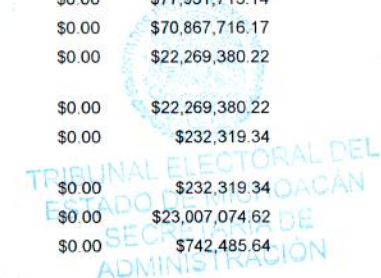 $0.00 $70,867,716.17
$0.00 $22,269,380.22
$0.00 $22,269,380.22
$0.00 $232,319.34
TRIBUNAL ELECTORAL DEL
$0.00 $232,319.34
ESTADO DE MICHOACÁN
$0.00 $23,007,074.62
SECRETARIA DE
$0.00 $742,485.64
ADMINISTRACIÓN